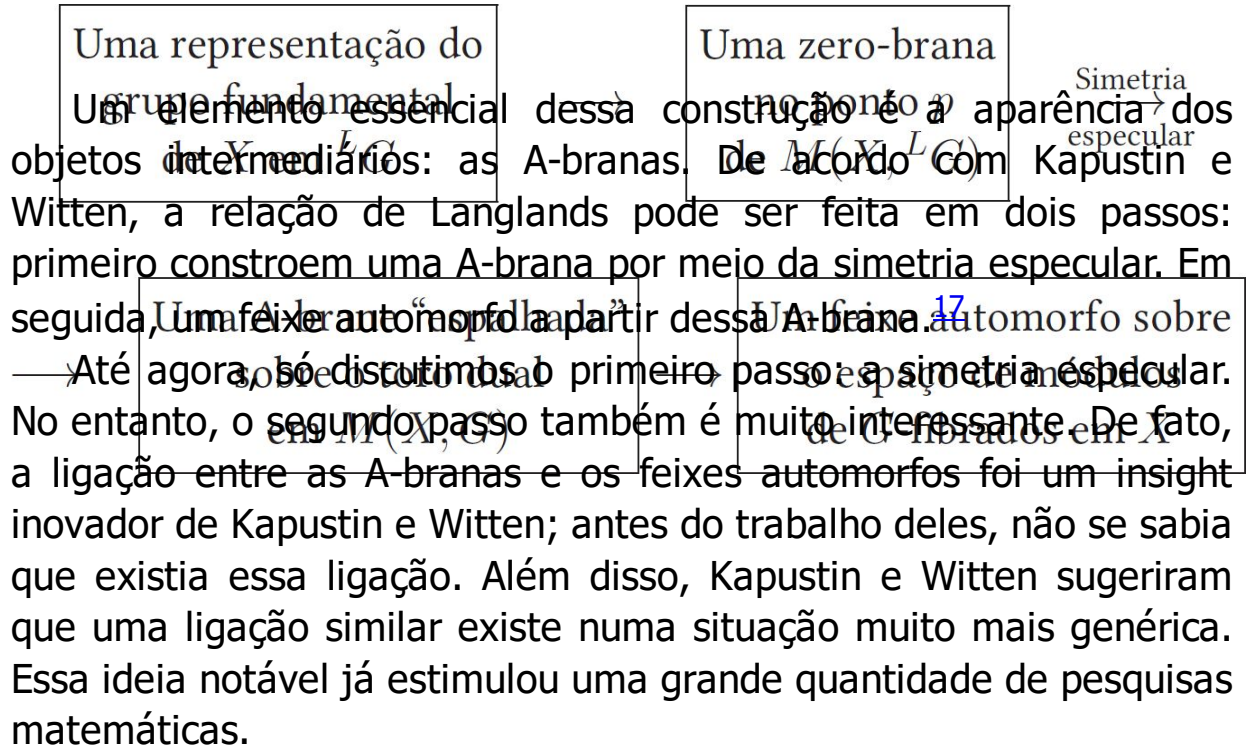 Uma representação do
grupo fundamental
de X em ᴸG
⟶
Uma zero-brana
no ponto p
de M(X, ᴸG)
Simetria
⟶
especular
⟶
Uma A-brana “espalhada”
sobre o toro dual
em M(X, G)
⟶
Um feixe automorfo sobre
o espaço de módulos
de G-fibrados em X
Um elemento essencial dessa construção é a aparência dos
objetos intermediários: as A-branas. De acordo com Kapustin e
Witten, a relação de Langlands pode ser feita em dois passos:
primeiro constroem uma A-brana por meio da simetria especular. Em
seguida, um feixe automorfo a partir dessa A-brana.17
Até agora, só discutimos o primeiro passo: a simetria especular.
No entanto, o segundo passo também é muito interessante. De fato,
a ligação entre as A-branas e os feixes automorfos foi um insight
inovador de Kapustin e Witten; antes do trabalho deles, não se sabia
que existia essa ligação. Além disso, Kapustin e Witten sugeriram
que uma ligação similar existe numa situação muito mais genérica.
Essa ideia notável já estimulou uma grande quantidade de pesquisas
matemáticas.